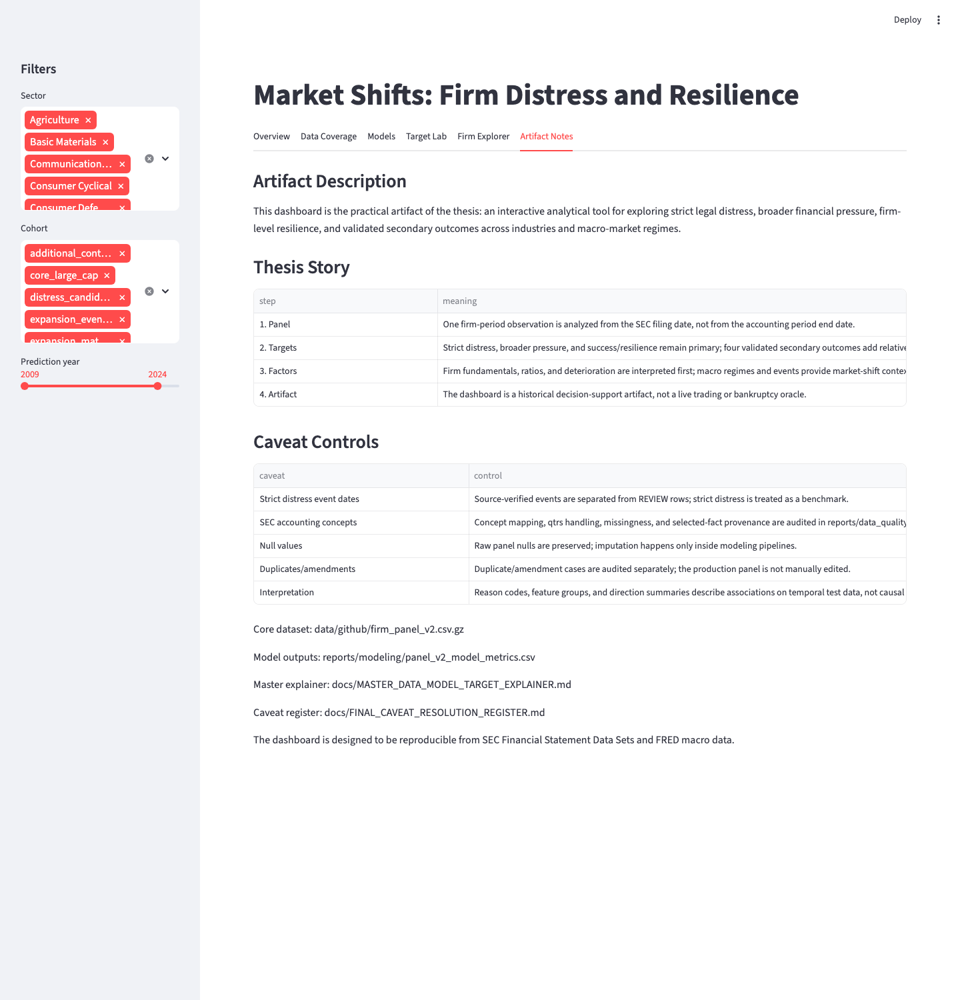 Deploy
Filters
Sector
Agriculture
Basic Materials
Communication…
Consumer Cyclical
Consumer Defe…
Cohort
additional_cont…
core_large_cap
distress_candid…
expansion_even…
expansion_mat…
Prediction year
2009 2024
Market Shifts: Firm Distress and Resilience
Overview Data Coverage Models Target Lab Firm Explorer Artifact Notes
Artifact Description
This dashboard is the practical artifact of the thesis: an interactive analytical tool for exploring strict legal distress, broader financial pressure, firm-
level resilience, and validated secondary outcomes across industries and macro-market regimes.
Thesis Story
step meaning
1. Panel One firm-period observation is analyzed from the SEC filing date, not from the accounting period end date.
2. Targets Strict distress, broader pressure, and success/resilience remain primary; four validated secondary outcomes add relative
3. Factors Firm fundamentals, ratios, and deterioration are interpreted first; macro regimes and events provide market-shift contex
4. Artifact The dashboard is a historical decision-support artifact, not a live trading or bankruptcy oracle.
Caveat Controls
caveat control
Strict distress event dates Source-verified events are separated from REVIEW rows; strict distress is treated as a benchmark.
SEC accounting concepts Concept mapping, qtrs handling, missingness, and selected-fact provenance are audited in reports/data_quality
Null values Raw panel nulls are preserved; imputation happens only inside modeling pipelines.
Duplicates/amendments Duplicate/amendment cases are audited separately; the production panel is not manually edited.
Interpretation Reason codes, feature groups, and direction summaries describe associations on temporal test data, not causal
Core dataset: data/github/firm_panel_v2.csv.gz
Model outputs: reports/modeling/panel_v2_model_metrics.csv
Master explainer: docs/MASTER_DATA_MODEL_TARGET_EXPLAINER.md
Caveat register: docs/FINAL_CAVEAT_RESOLUTION_REGISTER.md
The dashboard is designed to be reproducible from SEC Financial Statement Data Sets and FRED macro data.